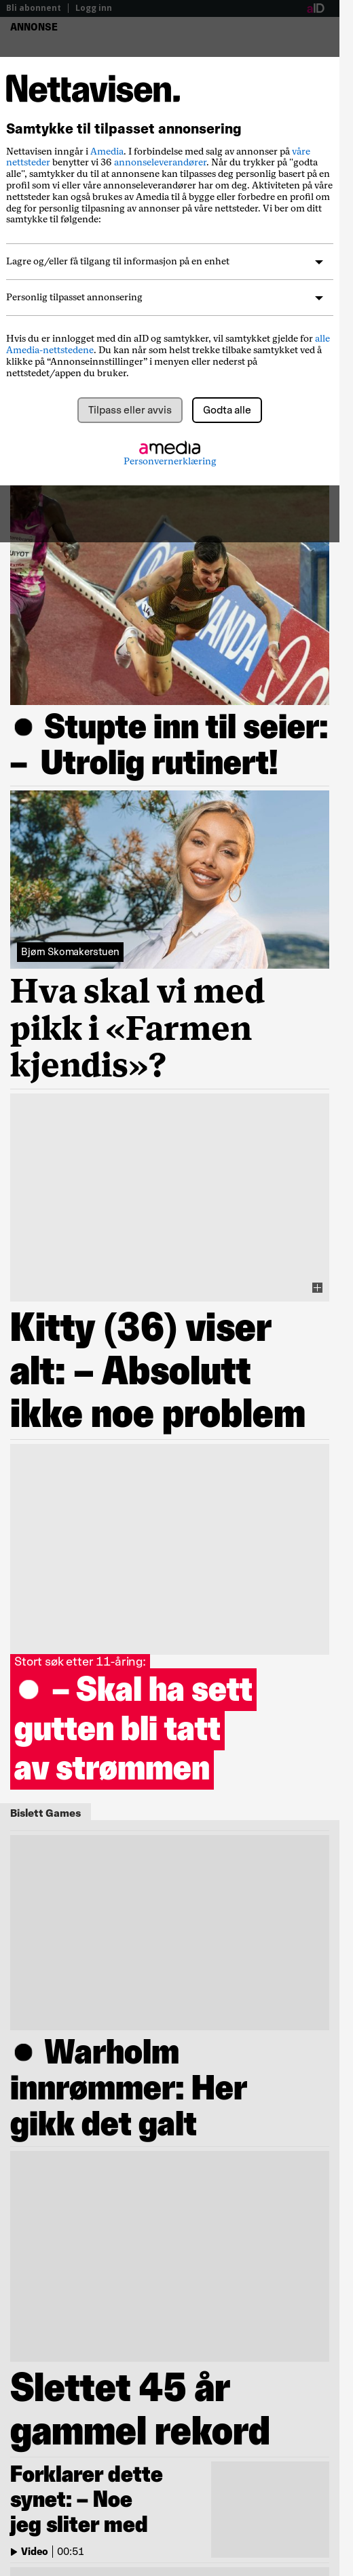 Bli abonnent | Logg inn
aID
ANNONSE
Nettavisen.
Samtykke til tilpasset annonsering
Nettavisen inngår i Amedia. I forbindelse med salg av annonser på våre
nettsteder benytter vi 36 annonseleverandører. Når du trykker på "godta
alle", samtykker du til at annonsene kan tilpasses deg personlig basert på en
profil som vi eller våre annonseleverandører har om deg. Aktiviteten på våre
nettsteder kan også brukes av Amedia til å bygge eller forbedre en profil om
deg for personlig tilpasning av annonser på våre nettsteder. Vi ber om ditt
samtykke til følgende:
Lagre og/eller få tilgang til informasjon på en enhet
Personlig tilpasset annonsering
Hvis du er innlogget med din aID og samtykker, vil samtykket gjelde for alle
Amedia-nettstedene. Du kan når som helst trekke tilbake samtykket ved å
klikke på “Annonseinnstillinger” i menyen eller nederst på
nettstedet/appen du bruker.
Tilpass eller avvis
Godta alle
amedia
Personvernerklæring
ANDA
● Stupte inn til seier:
– Utrolig rutinert!
Bjørn Skomakerstuen
Hva skal vi med
pikk i «Farmen
kjendis»?
Kitty (36) viser
alt: – Absolutt
ikke noe problem
Stort søk etter 11-åring:
● – Skal ha sett
gutten bli tatt
av strømmen
Bislett Games
● Warholm
innrømmer: Her
gikk det galt
Slettet 45 år
gammel rekord
Forklarer dette
synet: – Noe
jeg sliter med
Video | 00:51